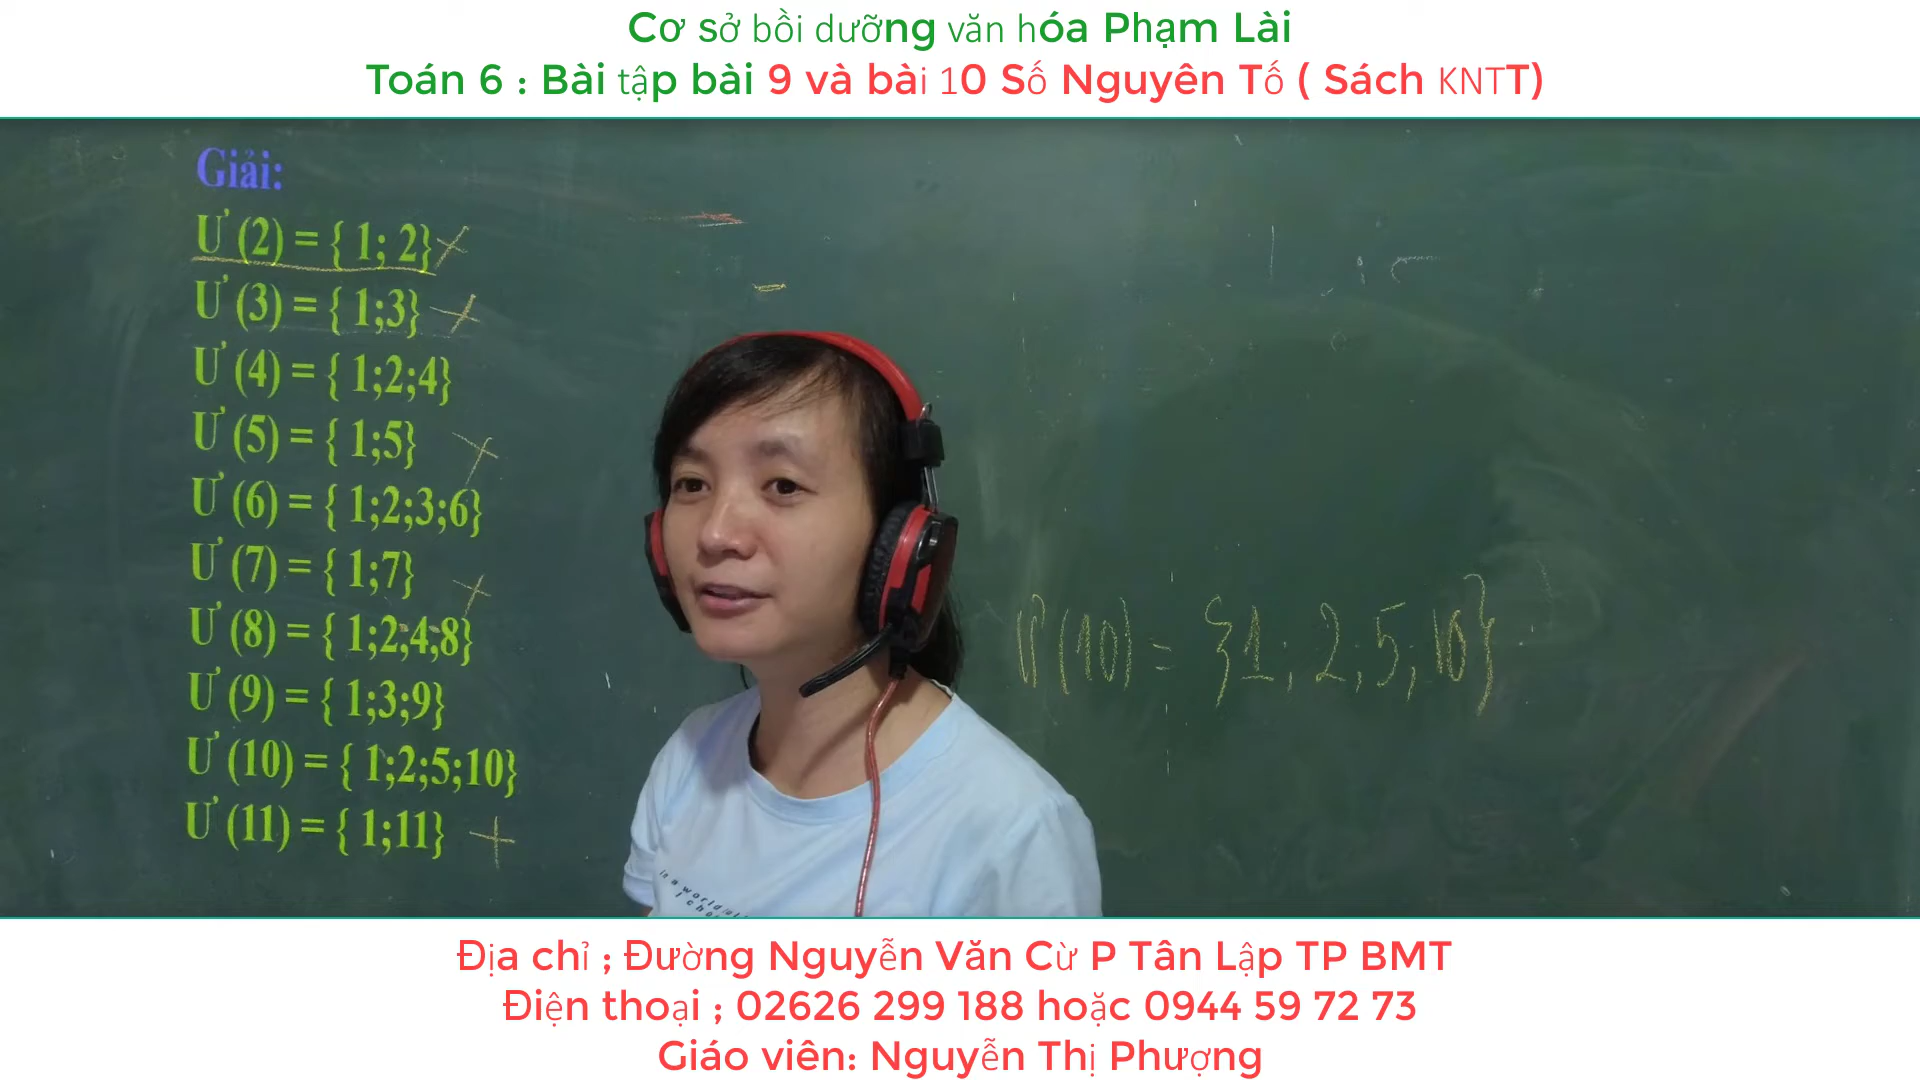 Cơ sở bồi dưỡng văn hóa Phạm Lài
Toán 6 : Bài tập bài 9 và bài 10 Số Nguyên Tố ( Sách KNTT)
Giải:
Ư (2) = { 1; 2}
Ư (3) = { 1;3}
Ư (4) = { 1;2;4}
Ư (5) = { 1;5}
Ư (6) = { 1;2;3;6}
Ư (7) = { 1;7}
Ư (8) = { 1;2;4;8}
Ư (9) = { 1;3;9}
Ư (10) = { 1;2;5;10}
Ư (11) = { 1;11}
Ư(10) = {1; 2; 5; 10}
in a world
Địa chỉ ; Đường Nguyễn Văn Cừ P Tân Lập TP BMT
Điện thoại ; 02626 299 188 hoặc 0944 59 72 73
Giáo viên: Nguyễn Thị Phượng